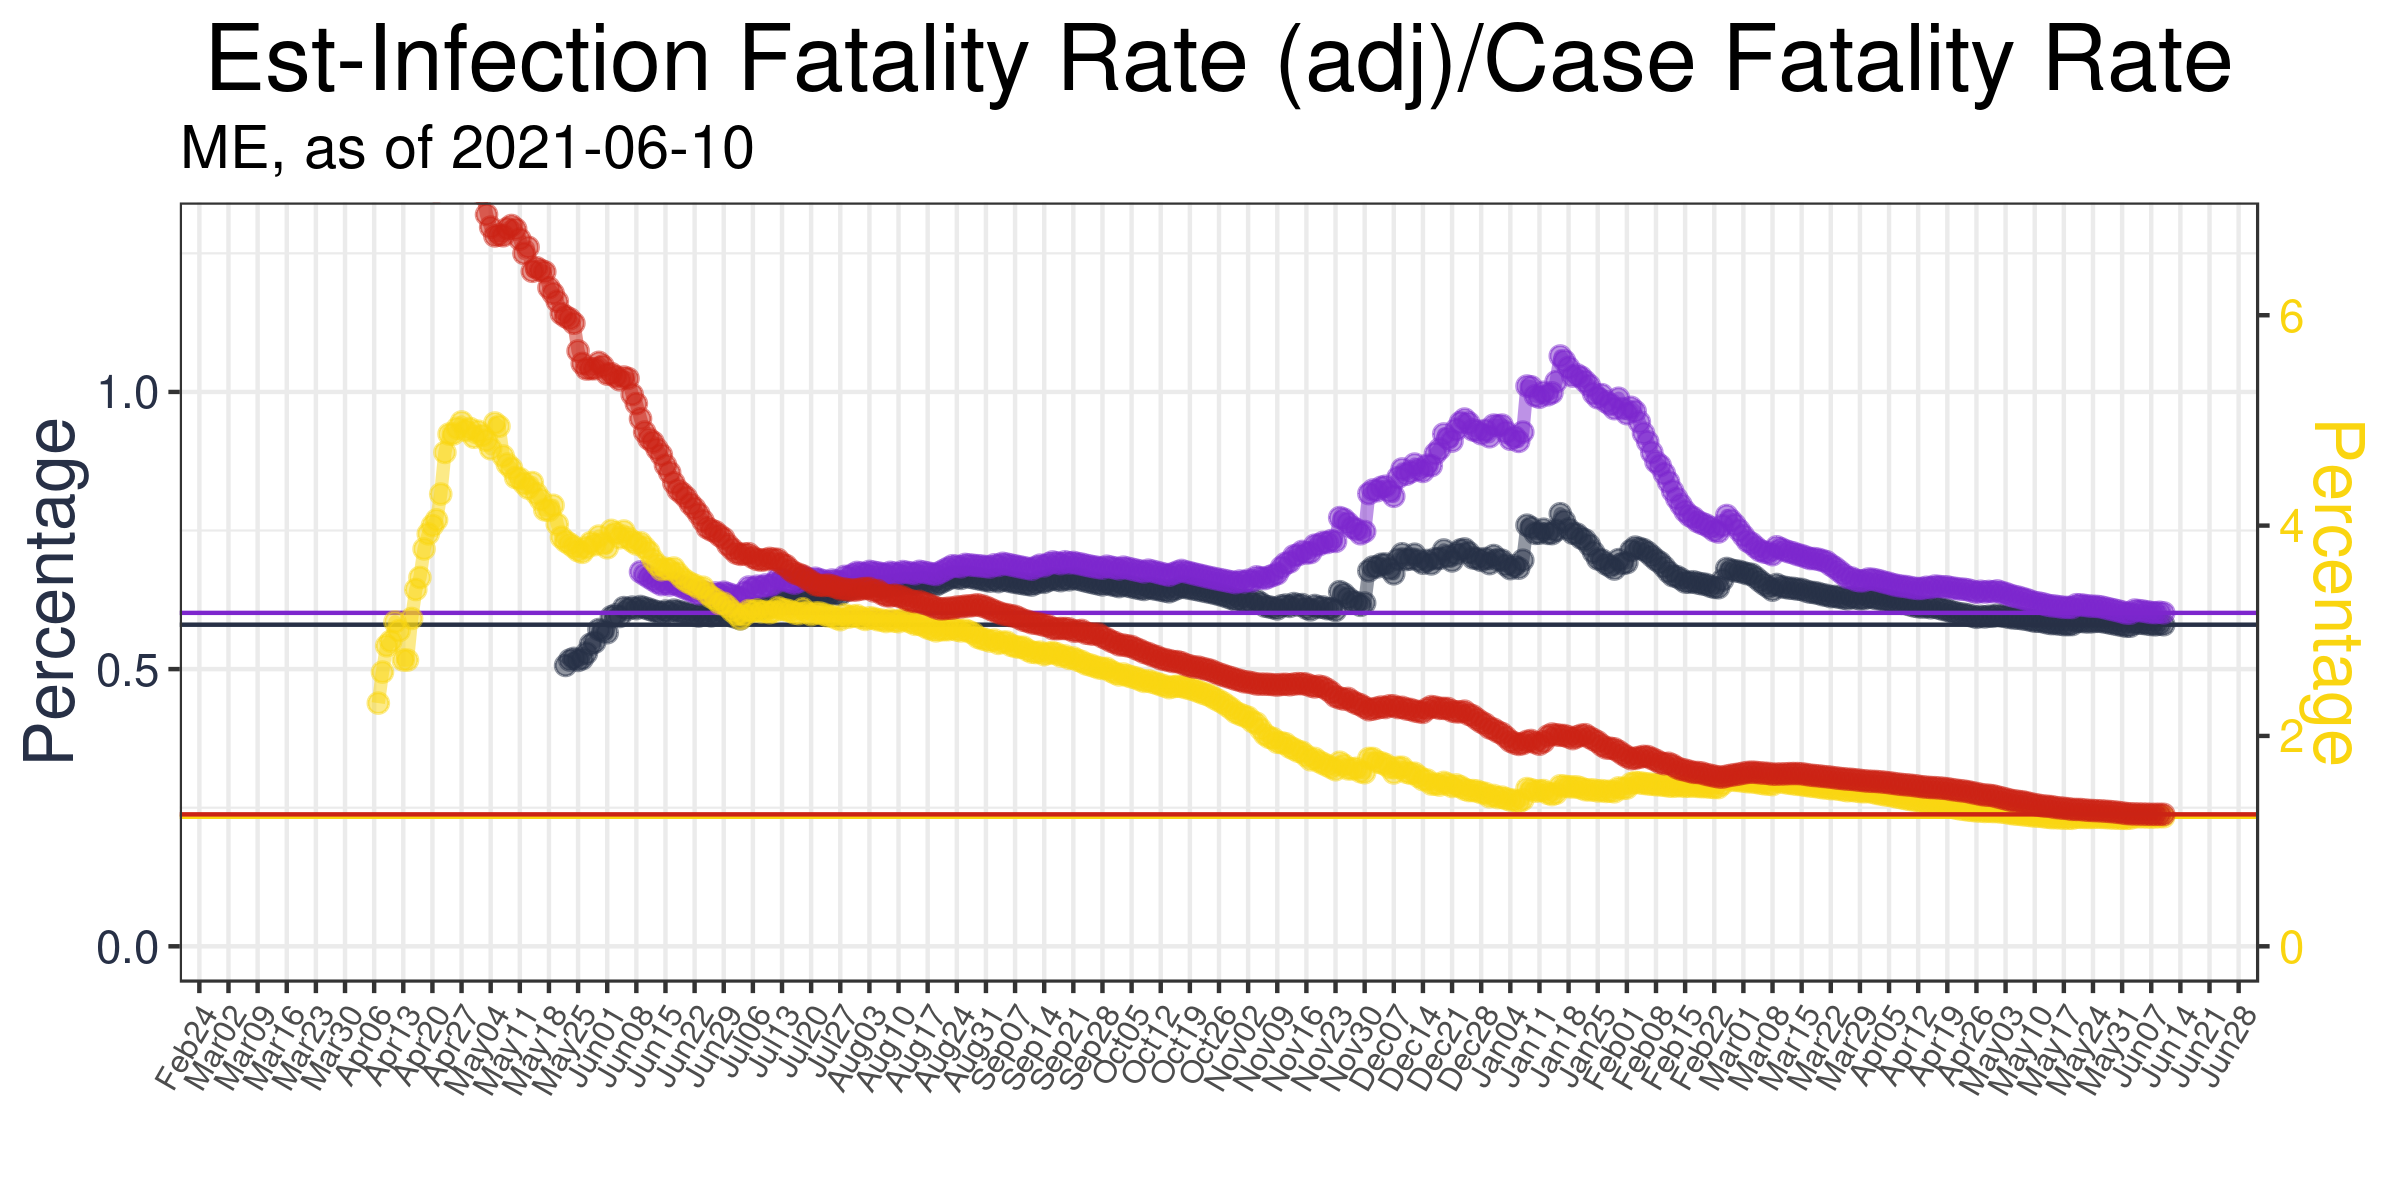 Est-Infection Fatality Rate (adj)/Case Fatality Rate
ME, as of 2021-06-10
Percentage
1.0
0.5
0.0
6
4
2
0
Percentage
Feb24
Mar02
Mar09
Mar16
Mar23
Mar30
Apr06
Apr13
Apr20
Apr27
May04
May11
May18
May25
Jun01
Jun08
Jun15
Jun22
Jun29
Jul06
Jul13
Jul20
Jul27
Aug03
Aug10
Aug17
Aug24
Aug31
Sep07
Sep14
Sep21
Sep28
Oct05
Oct12
Oct19
Oct26
Nov02
Nov09
Nov16
Nov23
Nov30
Dec07
Dec14
Dec21
Dec28
Jan04
Jan11
Jan18
Jan25
Feb01
Feb08
Feb15
Feb22
Mar01
Mar08
Mar15
Mar22
Mar29
Apr05
Apr12
Apr19
Apr26
May03
May10
May17
May24
May31
Jun07
Jun14
Jun21
Jun28